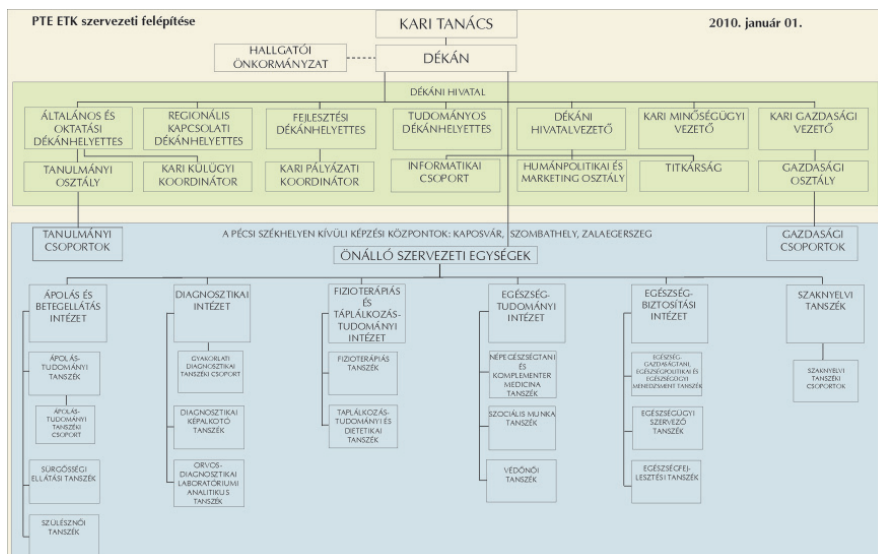 PTE ETK szervezeti felépítése
2010. január 01.
KARI TANÁCS
HALLGATÓI
ÖNKORMÁNYZAT
DÉKÁN
DÉKÁNI HIVATAL
ÁLTALÁNOS ÉS
OKTATÁSI
DÉKÁNHELYETTES
REGIONÁLIS
KAPCSOLATI
DÉKÁNHELYETTES
FEJLESZTÉSI
DÉKÁNHELYETTES
TUDOMÁNYOS
DÉKÁNHELYETTES
DÉKÁNI
HIVATALVEZETŐ
KARI MINŐSÉGÜGYI
VEZETŐ
KARI GAZDASÁGI
VEZETŐ
TANULMÁNYI
OSZTÁLY
KARI KÜLÜGYI
KOORDINÁTOR
KARI PÁLYÁZATI
KOORDINÁTOR
INFORMATIKAI
CSOPORT
HUMÁNPOLITIKAI ÉS
MARKETING OSZTÁLY
TITKÁRSÁG
GAZDASÁGI
OSZTÁLY
TANULMÁNYI
CSOPORTOK
A PÉCSI SZÉKHELYEN KÍVÜLI KÉPZÉSI KÖZPONTOK: KAPOSVÁR, SZOMBATHELY, ZALAEGERSZEG
GAZDASÁGI
CSOPORTOK
ÖNÁLLÓ SZERVEZETI EGYSÉGEK
ÁPOLÁS ÉS
BETEGELLÁTÁS
INTÉZET
DIAGNOSZTIKAI
INTÉZET
FIZIOTERÁPIÁS
ÉS
TÁPLÁLKOZÁS-
TUDOMÁNYI
INTÉZET
EGÉSZSÉG-
TUDOMÁNYI
INTÉZET
EGÉSZSÉG-
BIZTOSÍTÁSI
INTÉZET
SZAKNYELVI
TANSZÉK
ÁPOLÁS-
TUDOMÁNYI
TANSZÉK
GYAKORLATI
DIAGNOSZTIKAI
TANSZÉKI CSOPORT
FIZIOTERÁPIÁS
TANSZÉK
NÉPEGÉSZSÉGTANI
ÉS
KOMPLEMENTER
MEDICINA
TANSZÉK
EGÉSZSÉG-
GAZDASÁGTANI,
EGÉSZSÉGPOLITIKAI ÉS
EGÉSZSÉGÜGYI
MENEDZSMENT TANSZÉK
SZAKNYELVI
TANSZÉKI
CSOPORTOK
ÁPOLÁS-
TUDOMÁNYI
TANSZÉKI
CSOPORT
DIAGNOSZTIKAI
KÉPALKOTÓ
TANSZÉK
TAPLÁLKOZÁS-
TUDOMÁNYI ÉS
DIETETIKAI
TANSZÉK
SZOCIÁLIS MUNKA
TANSZÉK
EGÉSZSÉGÜGYI
SZERVEZŐ
TANSZÉK
SÜRGŐSSÉGI
ELLÁTÁSI TANSZÉK
ORVOS-
DIAGNOSZTIKAI
LABORATÓRIUMI
ANALITIKUS
TANSZÉK
VÉDŐNŐI
TANSZÉK
EGÉSZSÉGFEJ-
LESZTÉSI TANSZÉK
SZÜLÉSZNŐI
TANSZÉK